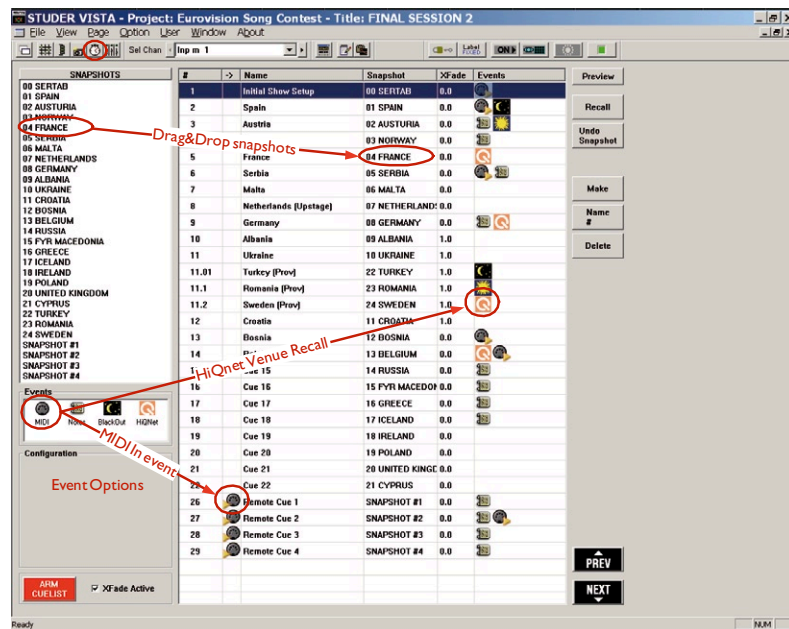 STUDER VISTA - Project: Eurovision Song Contest - Title: FINAL SESSION 2
File View Page Option User Window About
Sel Chan Inp m 1 Label FIXED ON
SNAPSHOTS
00 SERTAB
01 SPAIN
02 AUSTURIA
03 NORWAY
04 FRANCE
05 SERBIA
06 MALTA
07 NETHERLANDS
08 GERMANY
09 ALBANIA
10 UKRAINE
11 CROATIA
12 BOSNIA
13 BELGIUM
14 RUSSIA
15 FYR MACEDONIA
16 GREECE
17 ICELAND
18 IRELAND
19 POLAND
20 UNITED KINGDOM
21 CYPRUS
22 TURKEY
23 ROMANIA
24 SWEDEN
SNAPSHOT #1
SNAPSHOT #2
SNAPSHOT #3
SNAPSHOT #4
Events
MIDI Notes BlackOut HiQNet
Configuration
Event Options
ARM CUELIST
XFade Active
# -> Name Snapshot XFade Events
1 Initial Show Setup 00 SERTAB 0.0
2 Spain 01 SPAIN 0.0
3 Austria 02 AUSTURIA 0.0
03 NORWAY 0.0
5 France 04 FRANCE 0.0
6 Serbia 05 SERBIA 0.0
7 Malta 06 MALTA 0.0
8 Netherlands (Upstage) 07 NETHERLANDS 0.0
9 Germany 08 GERMANY 0.0
10 Albania 09 ALBANIA 1.0
11 Ukraine 10 UKRAINE 1.0
11.01 Turkey (Prov) 22 TURKEY 1.0
11.1 Romania (Prov) 23 ROMANIA 1.0
11.2 Sweden (Prov) 24 SWEDEN 1.0
12 Croatia 11 CROATIA 1.0
13 Bosnia 12 BOSNIA 0.0
14 13 BELGIUM 0.0
Cue 15 14 RUSSIA 0.0
16 Cue 16 15 FYR MACEDON 0.0
17 Cue 17 16 GREECE 0.0
18 Cue 18 17 ICELAND 0.0
19 Cue 19 18 IRELAND 0.0
20 Cue 20 19 POLAND 0.0
21 Cue 21 20 UNITED KINGD 0.0
22 Cue 22 21 CYPRUS 0.0
26 Remote Cue 1 SNAPSHOT #1 0.0
27 Remote Cue 2 SNAPSHOT #2 0.0
28 Remote Cue 3 SNAPSHOT #3 0.0
29 Remote Cue 4 SNAPSHOT #4 0.0
Drag&Drop snapshots
HiQnet Venue Recall
MIDI In event
Preview
Recall
Undo
Snapshot
Make
Name
#
Delete
PREV
NEXT
Ready NUM